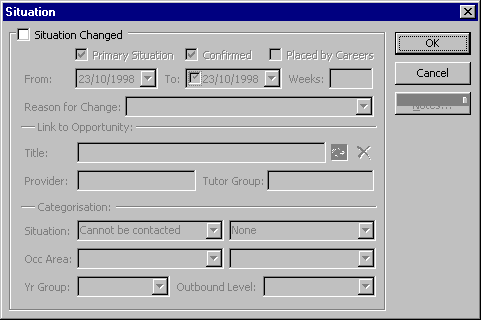 Situation
Situation Changed
OK
Primary Situation Confirmed Placed by Careers
Cancel
From: 23/10/1998 To: 23/10/1998 Weeks:
Notes...
Reason for Change:
Link to Opportunity:
Title:
Provider: Tutor Group:
Categorisation:
Situation: Cannot be contacted None
Occ Area:
Yr Group: Outbound Level: